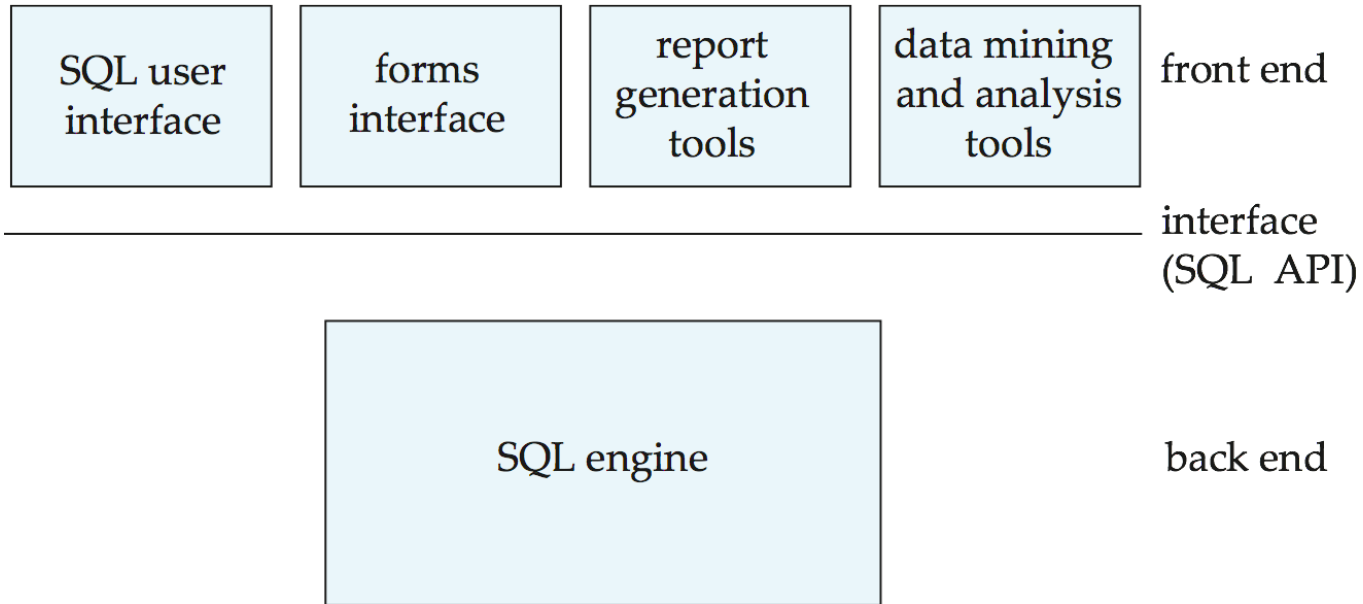 SQL user
interface
forms
interface
report
generation
tools
data mining
and analysis
tools
front end
interface
(SQL API)
SQL engine
back end